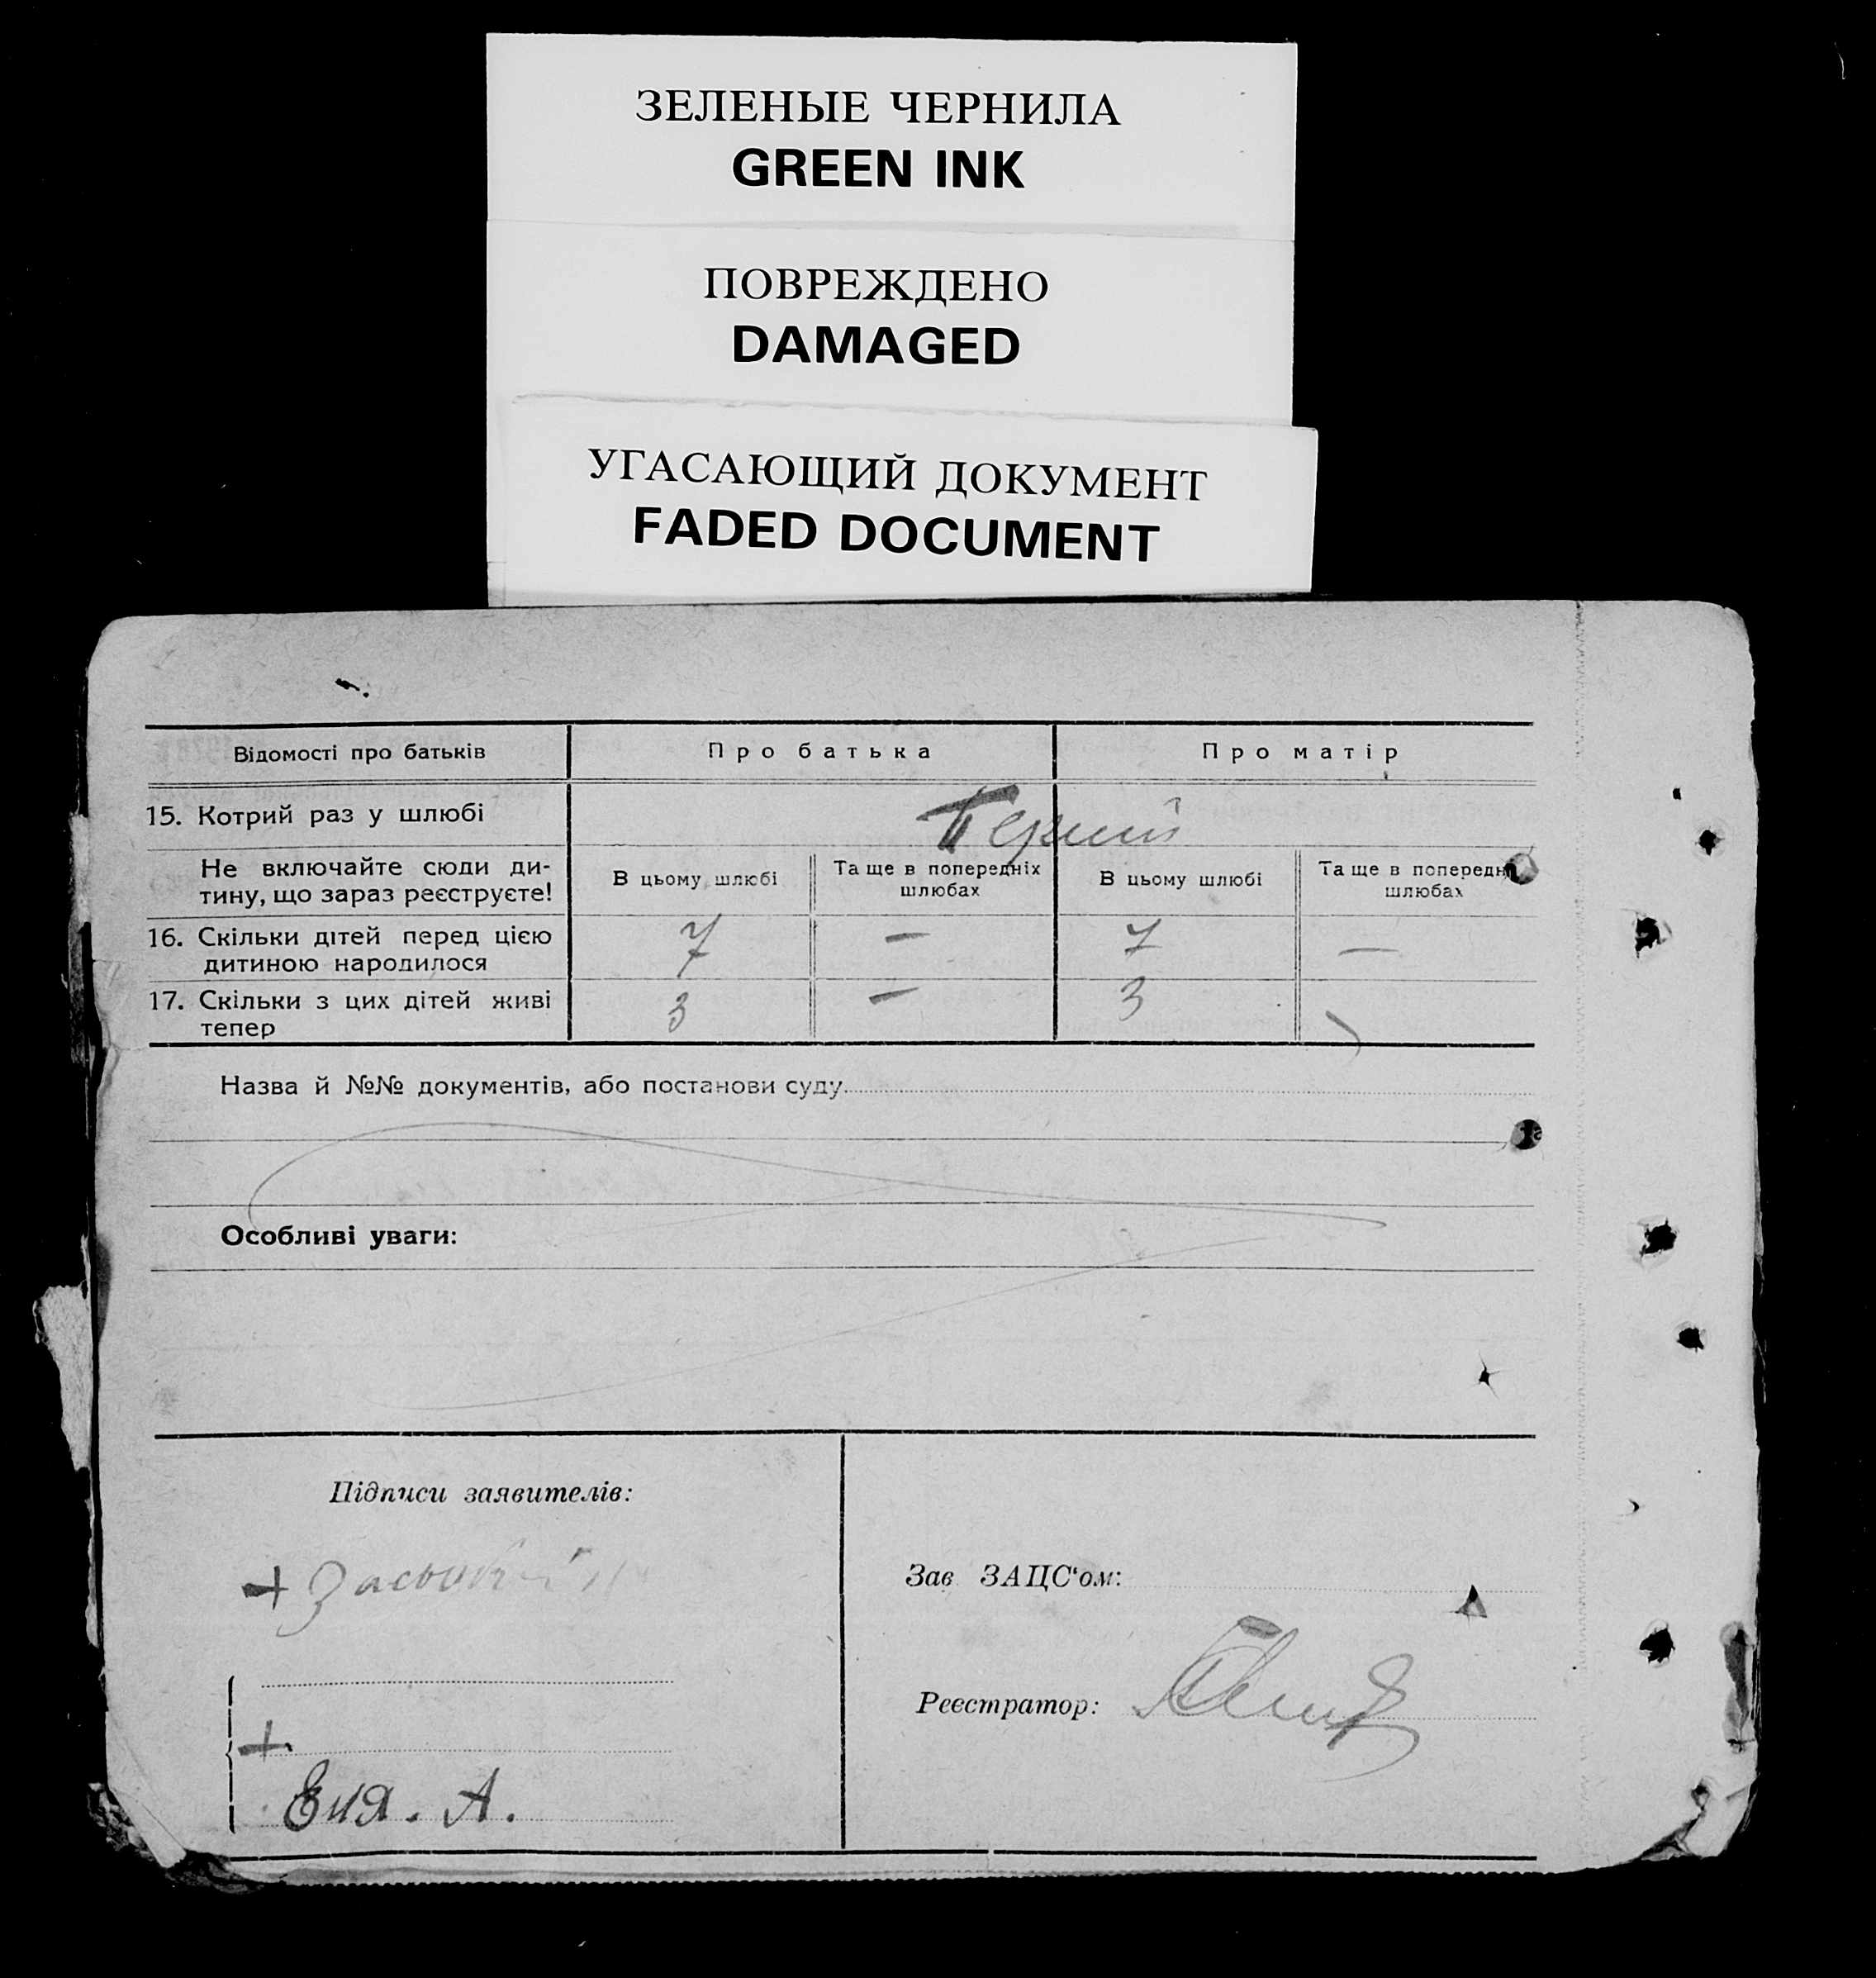 ЗЕЛЕНЫЕ ЧЕРНИЛА
GREEN INK
ПОВРЕЖДЕНО
DAMAGED
УГАСАЮЩИЙ ДОКУМЕНТ
FADED DOCUMENT
Відомості про батьків Про батька Про матір
15. Котрий раз у шлюбі
Не включайте сюди ди-
тину, що зараз реєструєте!
В цьому шлюбі
Та ще в попередніх
шлюбах
В цьому шлюбі
Та ще в попередн
шлюбах
16. Скільки дітей перед цією
дитиною народилося
7 — 7 —
17. Скільки з цих дітей живі
тепер
3 — 3
Назва й №№ документів, або постанови суду
Особливі уваги:
Підписи заявителів:
+
Зав ЗАЦС‘ом:
Реєстратор:
+
А.